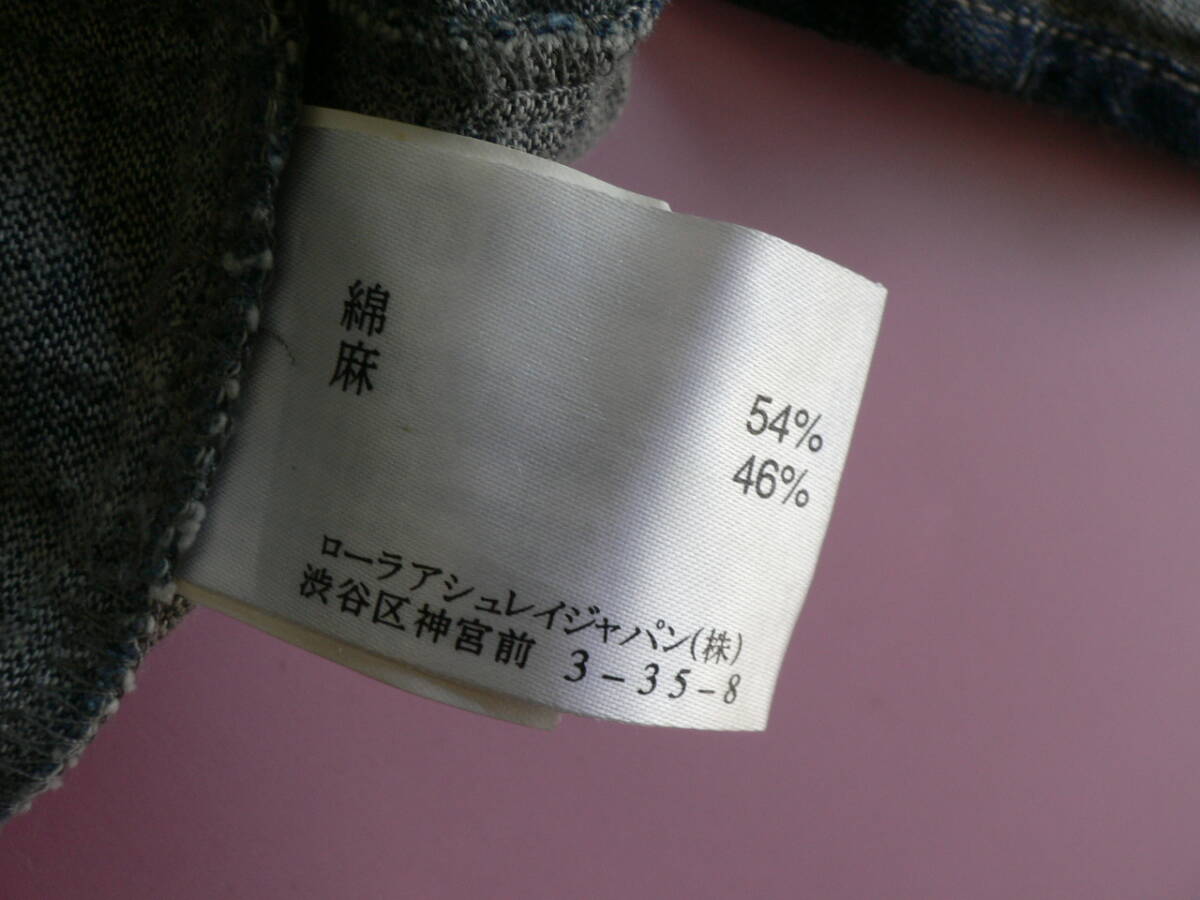 綿 54%
麻 46%
ローラアシュレイジャパン(株)
渋谷区神宮前 3-35-8